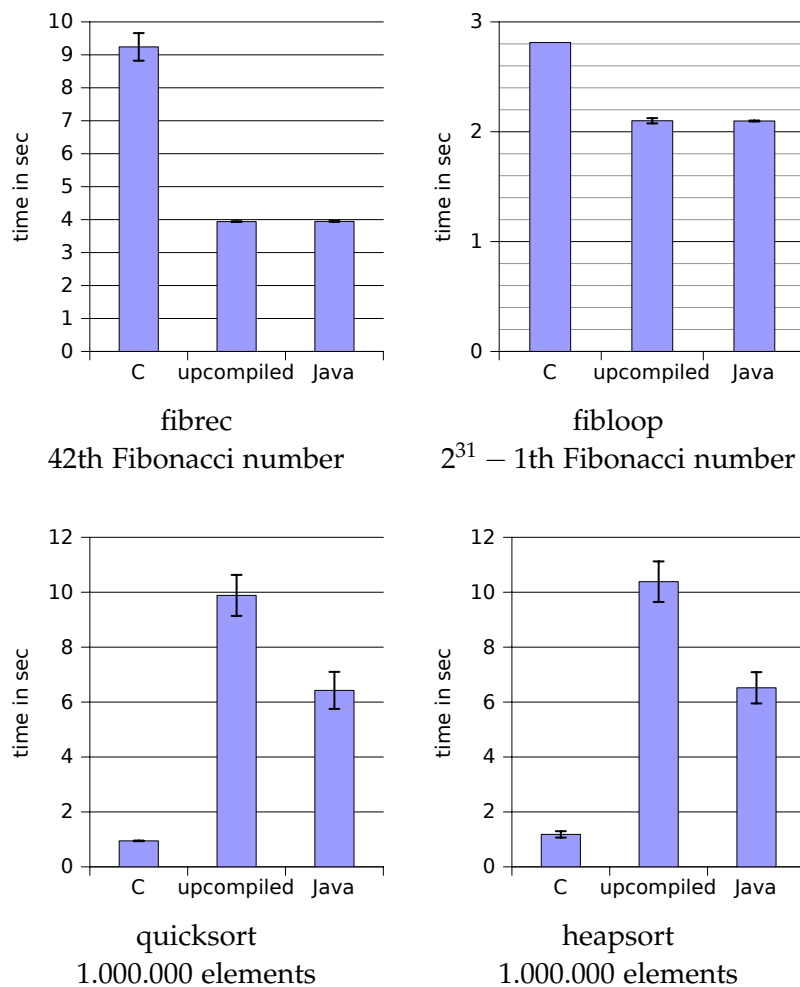 10
9
8
7
6
5
4
3
2
1
0
time in sec
C upcompiled Java
fibrec
42th Fibonacci number
3
2
1
0
time in sec
C upcompiled Java
fibloop
2^31 − 1th Fibonacci number
12
10
8
6
4
2
0
time in sec
C upcompiled Java
quicksort
1.000.000 elements
12
10
8
6
4
2
0
time in sec
C upcompiled Java
heapsort
1.000.000 elements